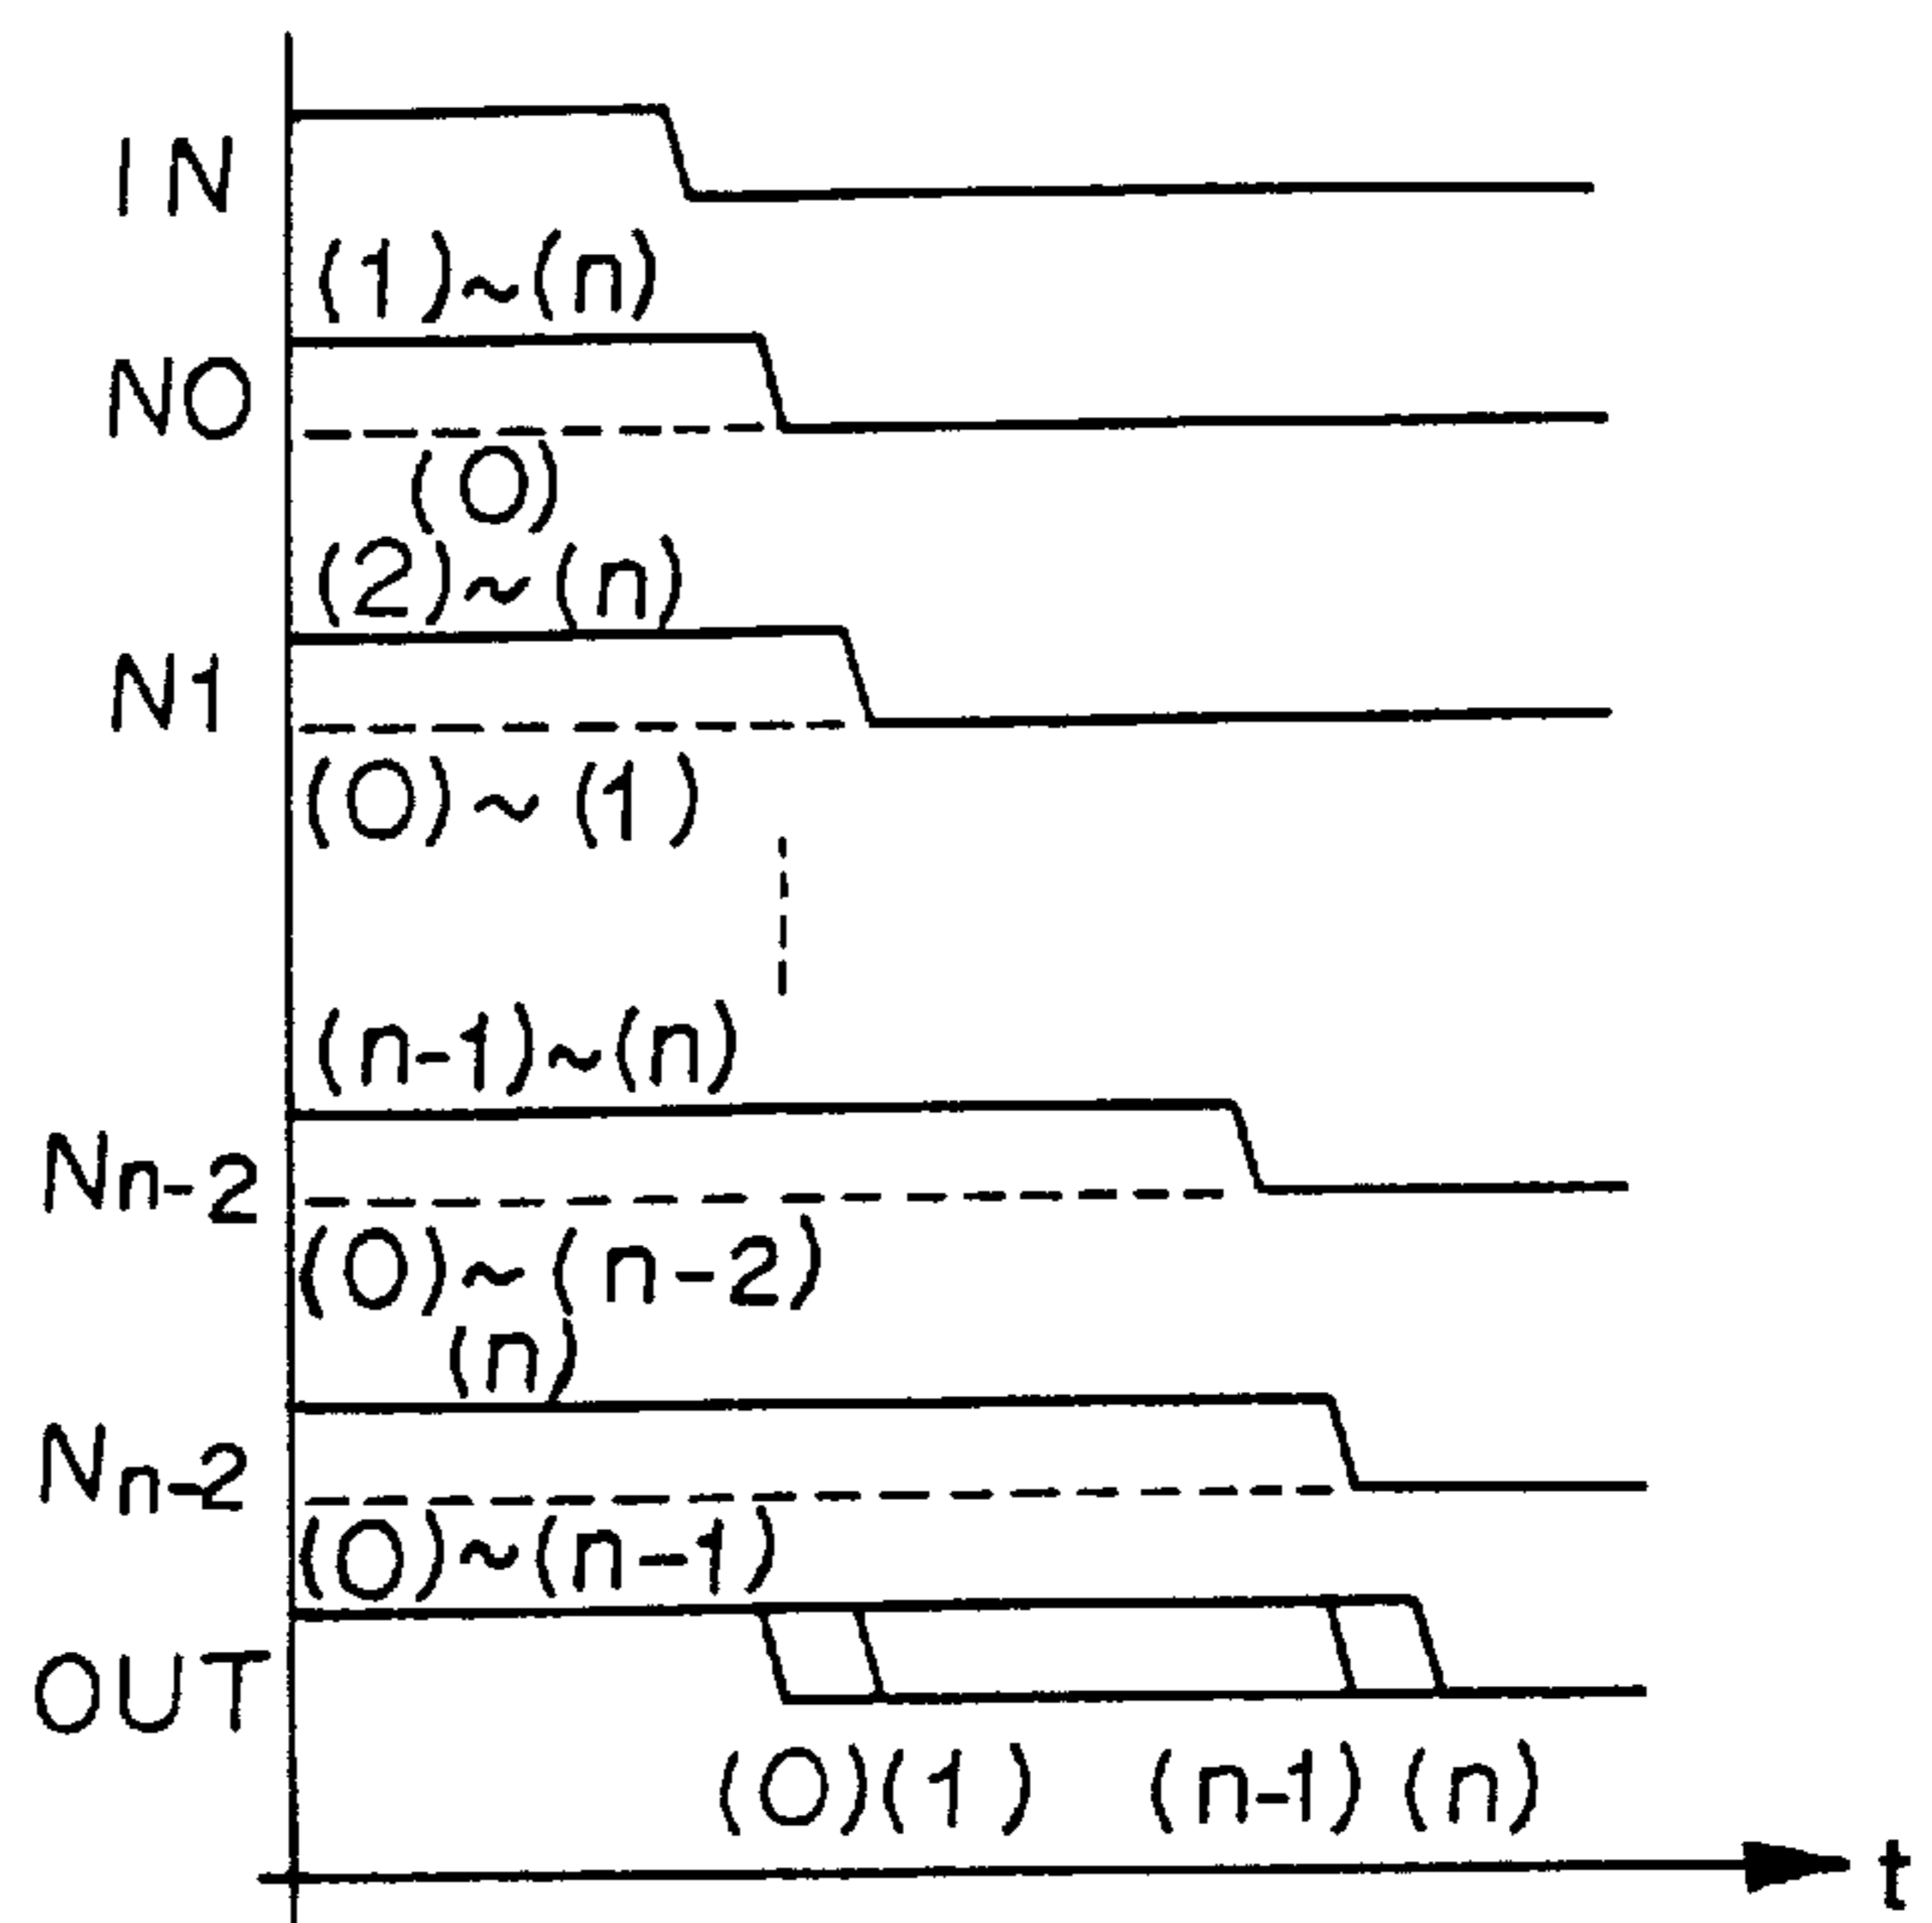 IN
(1)~(n)
N0
(0)
(2)~(n)
N1
(0)~(1)
(n-1)~(n)
Nn-2
(0)~(n-2)
(n)
Nn-2
(0)~(n-1)
OUT
(0)(1) (n-1)(n)
t